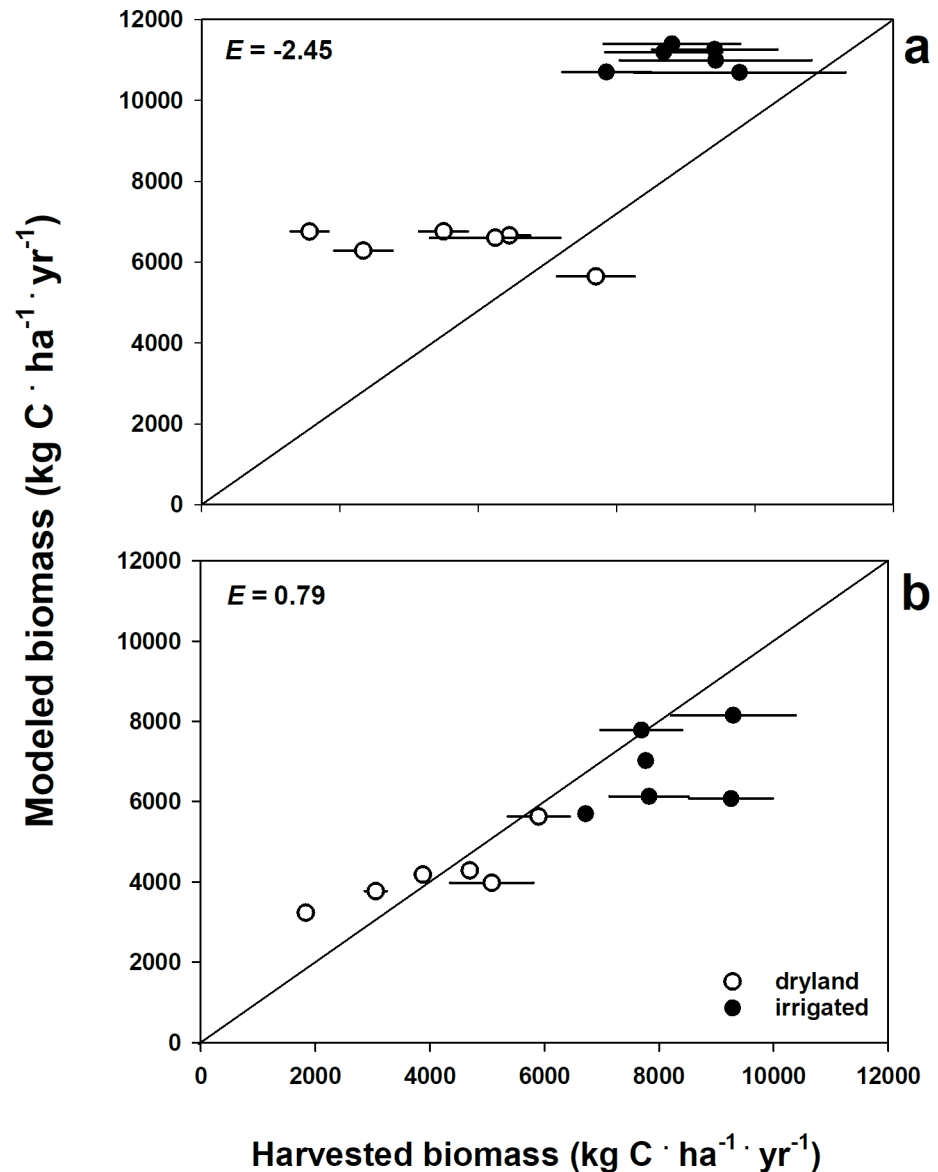 Modeled biomass (kg C · ha⁻¹ · yr⁻¹)
12000
10000
8000
6000
4000
2000
0
E = -2.45
a
12000
10000
8000
6000
4000
2000
0
E = 0.79
b
dryland
irrigated
0 2000 4000 6000 8000 10000 12000
Harvested biomass (kg C · ha⁻¹ · yr⁻¹)